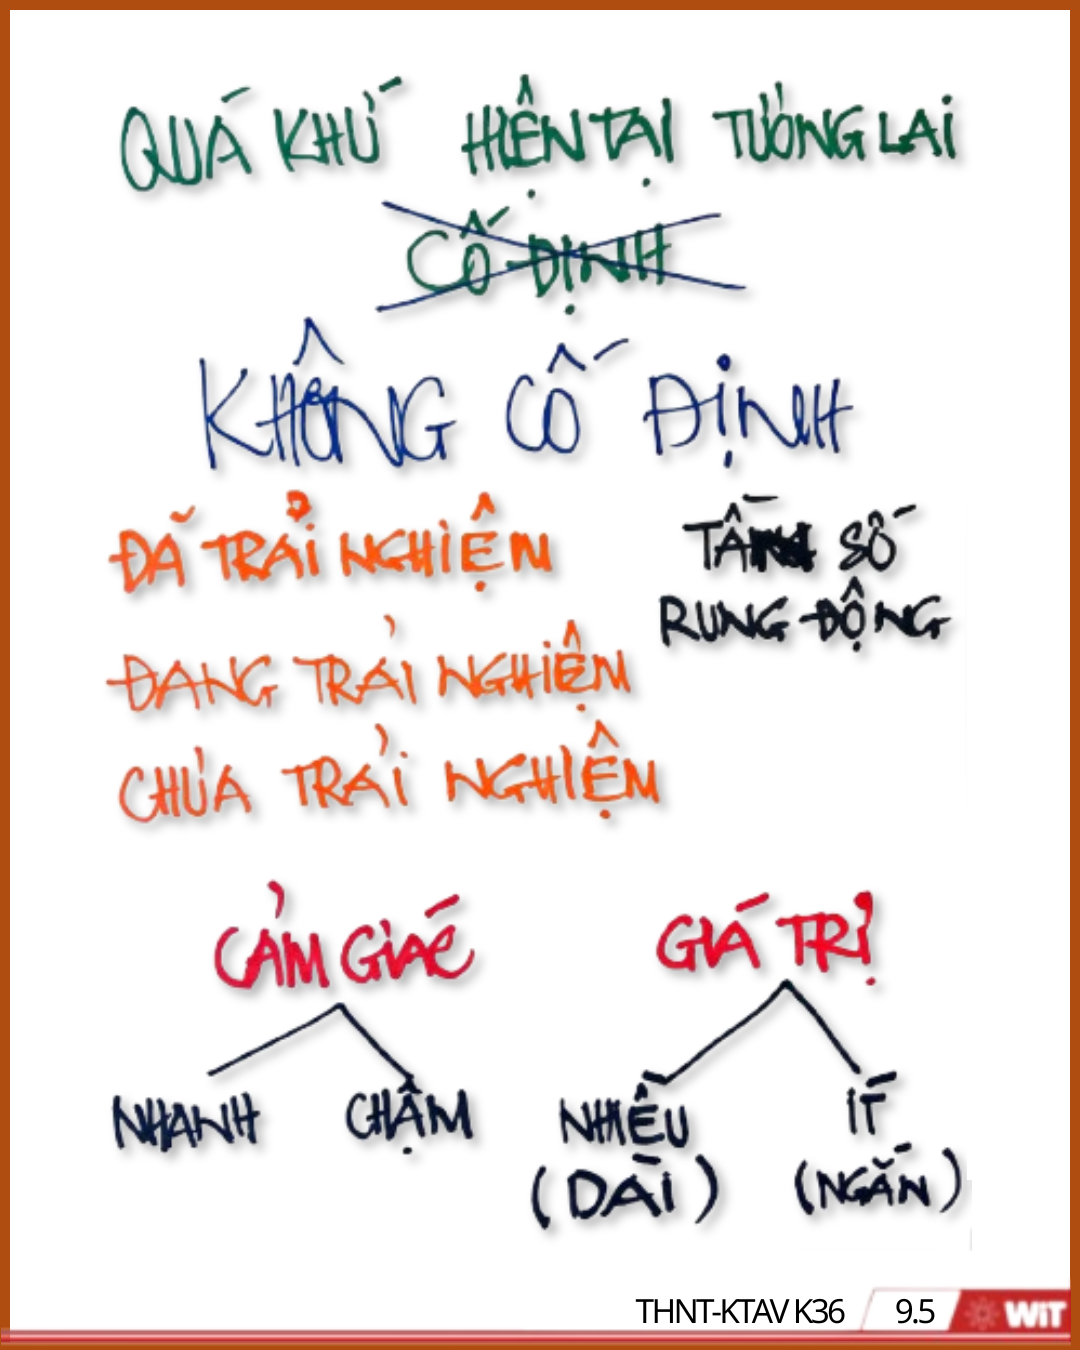 QUÁ KHỨ HIỆN TẠI TƯƠNG LAI
CỐ ĐỊNH
KHÔNG CỐ ĐỊNH
ĐÃ TRẢI NGHIỆM
TẦN SỐ
RUNG ĐỘNG
ĐANG TRẢI NGHIỆM
CHƯA TRẢI NGHIỆM
CẢM GIÁC
GIÁ TRỊ
NHANH CHẬM
NHIỀU ÍT
(DÀI) (NGẮN)
THNT-KTAV K36 9.5 WiT